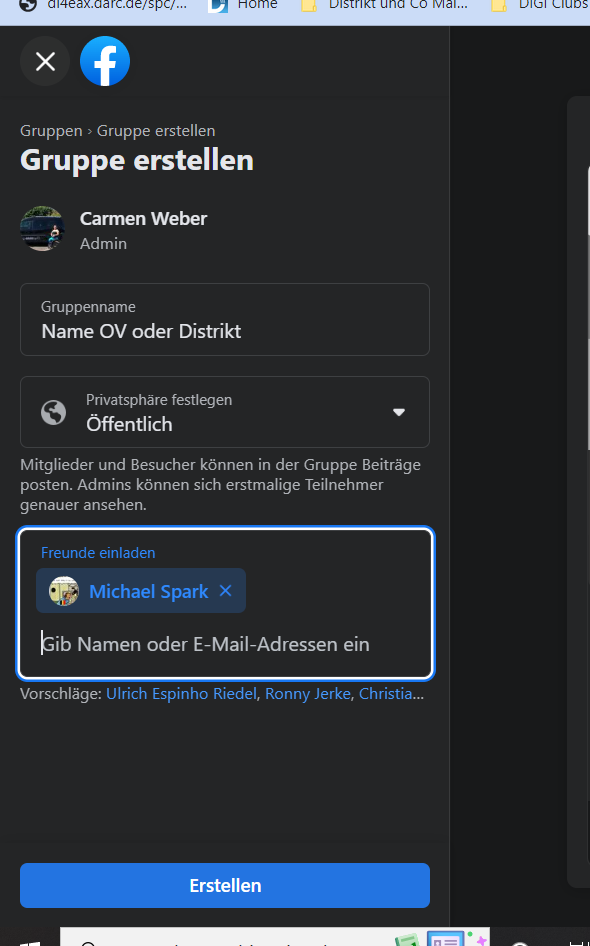 dl4eax.darc.de/spc/... Home Distrikt und Co Mai... DIGI Clubs
Gruppen › Gruppe erstellen
Gruppe erstellen
Carmen Weber
Admin
Gruppenname
Name OV oder Distrikt
Privatsphäre festlegen
Öffentlich
Mitglieder und Besucher können in der Gruppe Beiträge
posten. Admins können sich erstmalige Teilnehmer
genauer ansehen.
Freunde einladen
Michael Spark ×
Gib Namen oder E-Mail-Adressen ein
Vorschläge: Ulrich Espinho Riedel, Ronny Jerke, Christia...
Erstellen